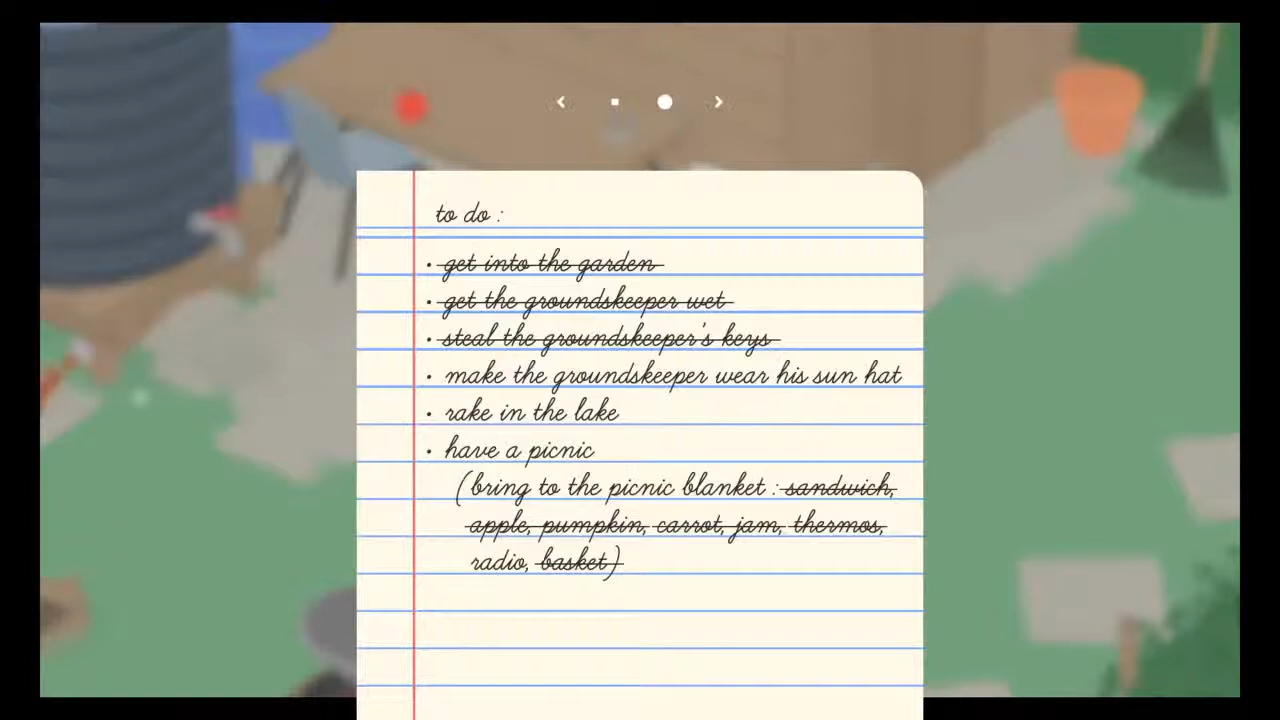 to do :
• get into the garden
• get the groundskeeper wet
• steal the groundskeeper's keys
• make the groundskeeper wear his sun hat
• rake in the lake
• have a picnic
(bring to the picnic blanket : sandwich,
apple, pumpkin, carrot, jam, thermos,
radio, basket)